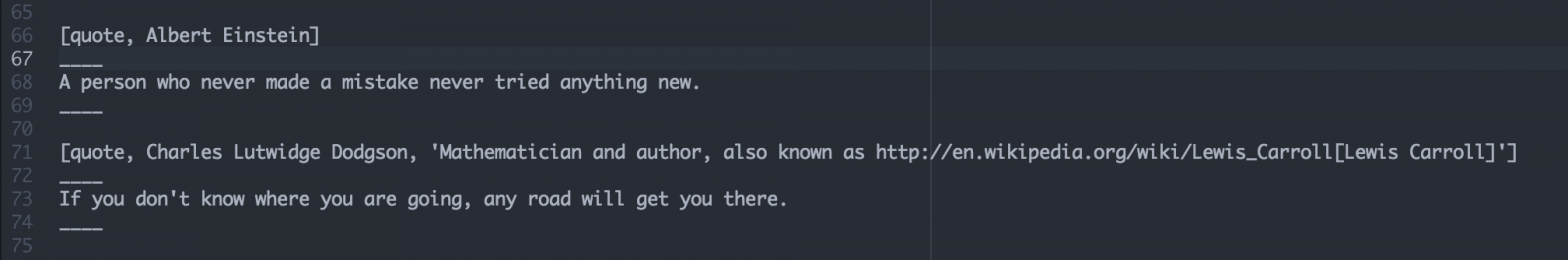 65
66 [quote, Albert Einstein]
67 ____
68 A person who never made a mistake never tried anything new.
69 ____
70
71 [quote, Charles Lutwidge Dodgson, 'Mathematician and author, also known as http://en.wikipedia.org/wiki/Lewis_Carroll[Lewis Carroll]']
72 ____
73 If you don't know where you are going, any road will get you there.
74 ____
75